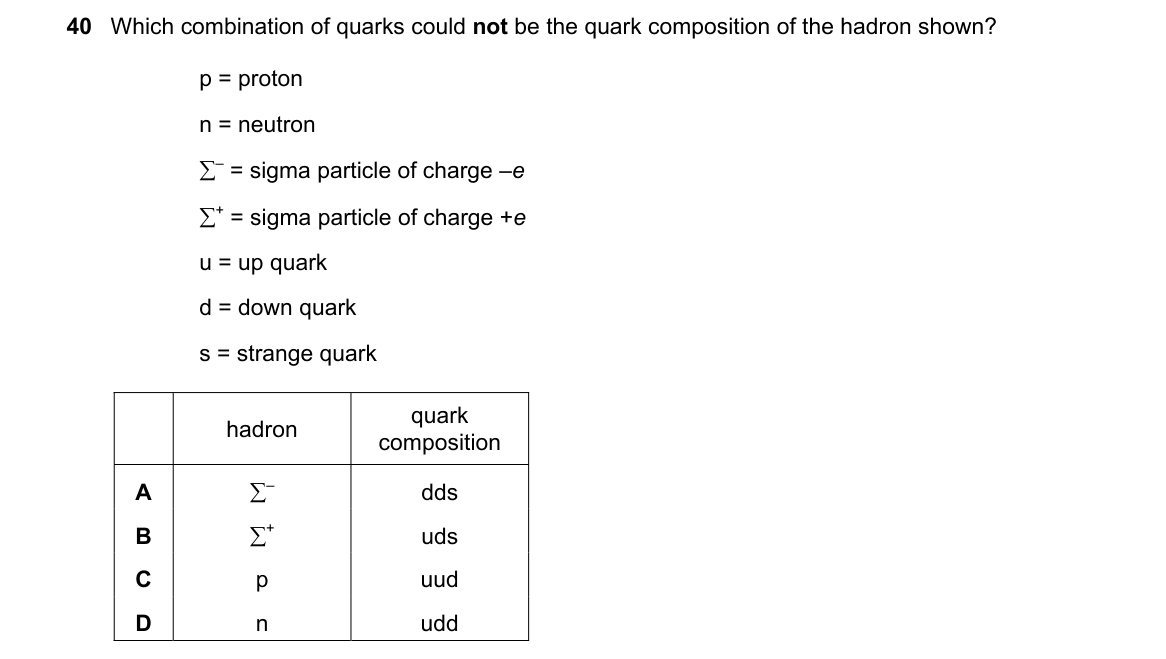 40 Which combination of quarks could not be the quark composition of the hadron shown?
p = proton
n = neutron
Σ⁻ = sigma particle of charge –e
Σ⁺ = sigma particle of charge +e
u = up quark
d = down quark
s = strange quark
hadron quark
composition
A Σ⁻ dds
B Σ⁺ uds
C p uud
D n udd